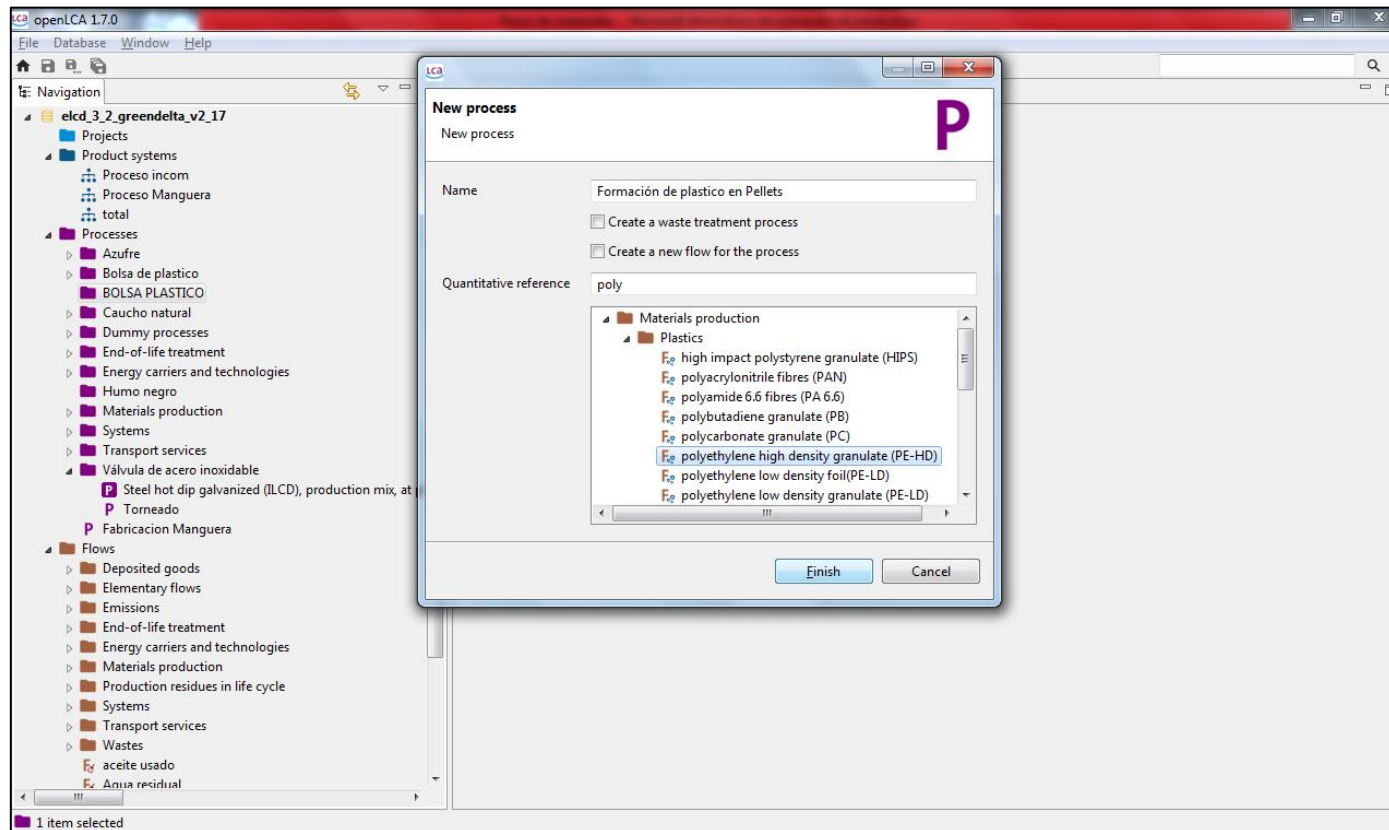 LCA openLCA 1.7.0
File Database Window Help
Navigation
elcd_3_2_greendelta_v2_17
Projects
Product systems
Proceso incom
Proceso Manguera
total
Processes
Azufre
Bolsa de plastico
BOLSA PLASTICO
Caucho natural
Dummy processes
End-of-life treatment
Energy carriers and technologies
Humo negro
Materials production
Systems
Transport services
Válvula de acero inoxidable
P Steel hot dip galvanized (ILCD), production mix, at
P Torneado
P Fabricacion Manguera
Flows
Deposited goods
Elementary flows
Emissions
End-of-life treatment
Energy carriers and technologies
Materials production
Production residues in life cycle
Systems
Transport services
Wastes
aceite usado
Agua residual
1 item selected
LCA
New process
New process
P
Name
Formación de plastico en Pellets
Create a waste treatment process
Create a new flow for the process
Quantitative reference
poly
Materials production
Plastics
high impact polystyrene granulate (HIPS)
polyacrylonitrile fibres (PAN)
polyamide 6.6 fibres (PA 6.6)
polybutadiene granulate (PB)
polycarbonate granulate (PC)
polyethylene high density granulate (PE-HD)
polyethylene low density foil(PE-LD)
polyethylene low density granulate (PE-LD)
Finish Cancel